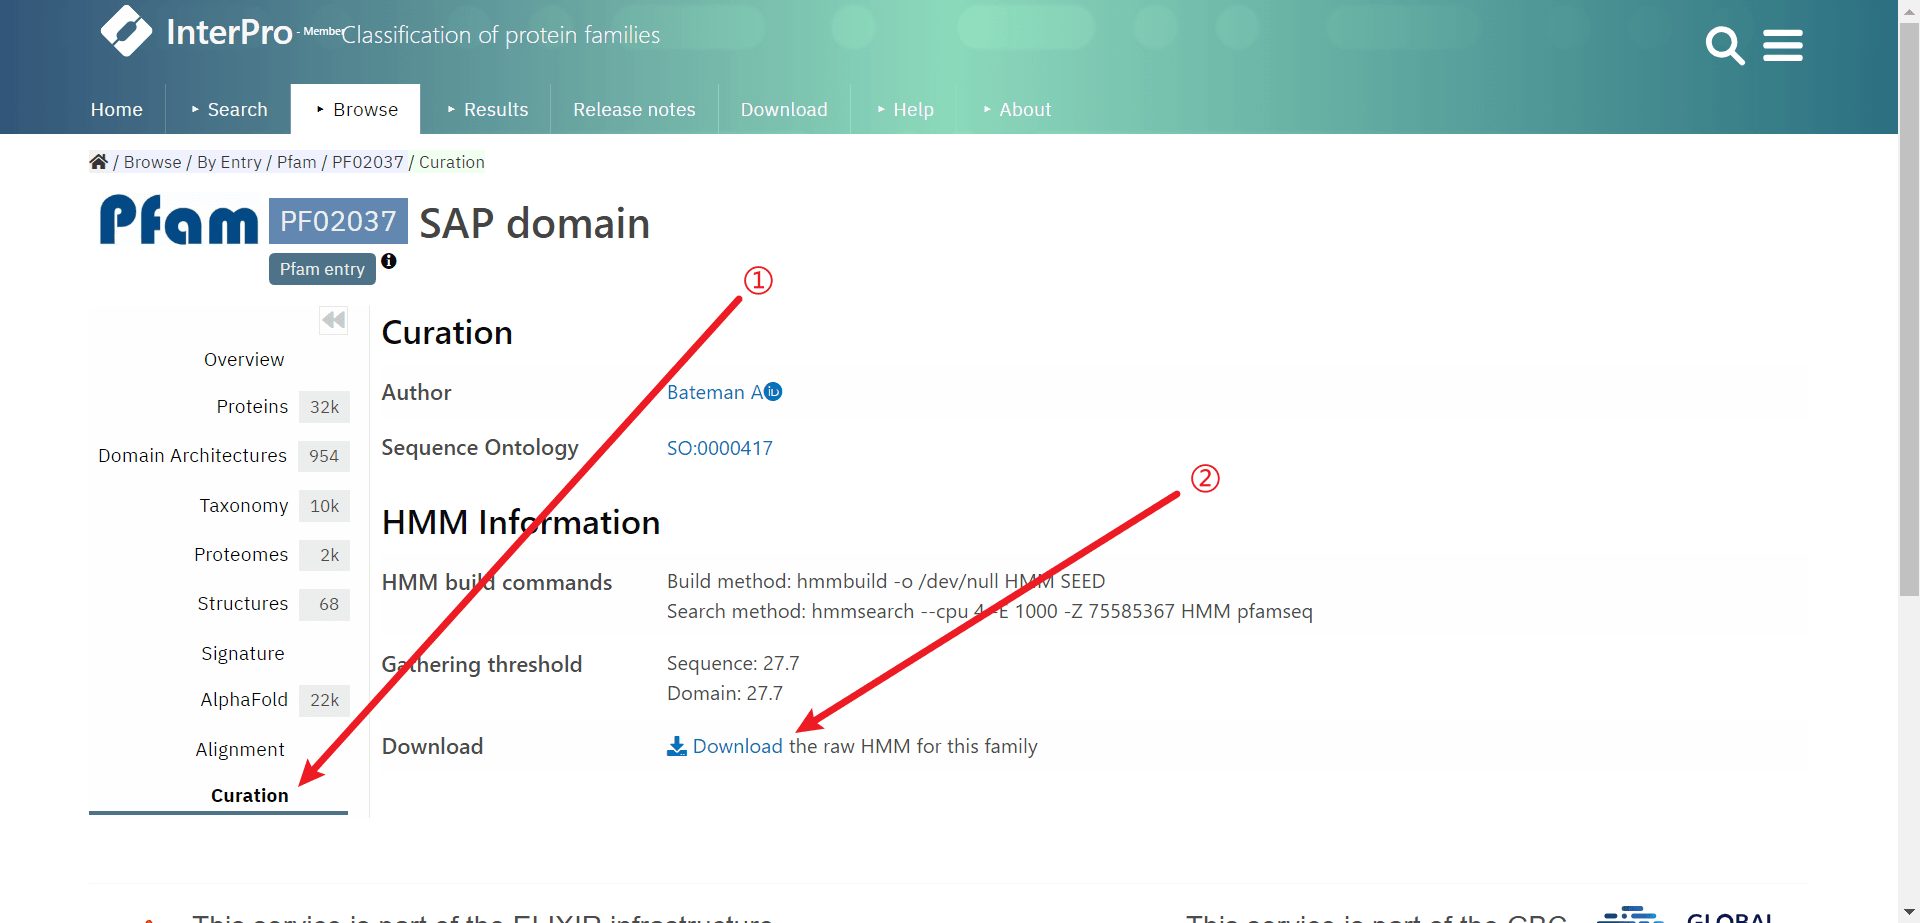 InterPro - Member Classification of protein families
Home ▸ Search ▸ Browse ▸ Results Release notes Download ▸ Help ▸ About
/ Browse / By Entry / Pfam / PF02037 / Curation
Pfam PF02037 SAP domain
Pfam entry
①
Curation
Overview
Author Bateman A iD
Proteins 32k
Sequence Ontology SO:0000417
Domain Architectures 954
②
Taxonomy 10k
HMM Information
Proteomes 2k
HMM build commands Build method: hmmbuild -o /dev/null HMM SEED
Structures 68
Search method: hmmsearch --cpu 4 -E 1000 -Z 75585367 HMM pfamseq
Signature
Gathering threshold Sequence: 27.7
Domain: 27.7
AlphaFold 22k
Alignment
Download Download the raw HMM for this family
Curation
This service is part of the ELIXIR infrastructure
This service is part of the GBC GLOBAL